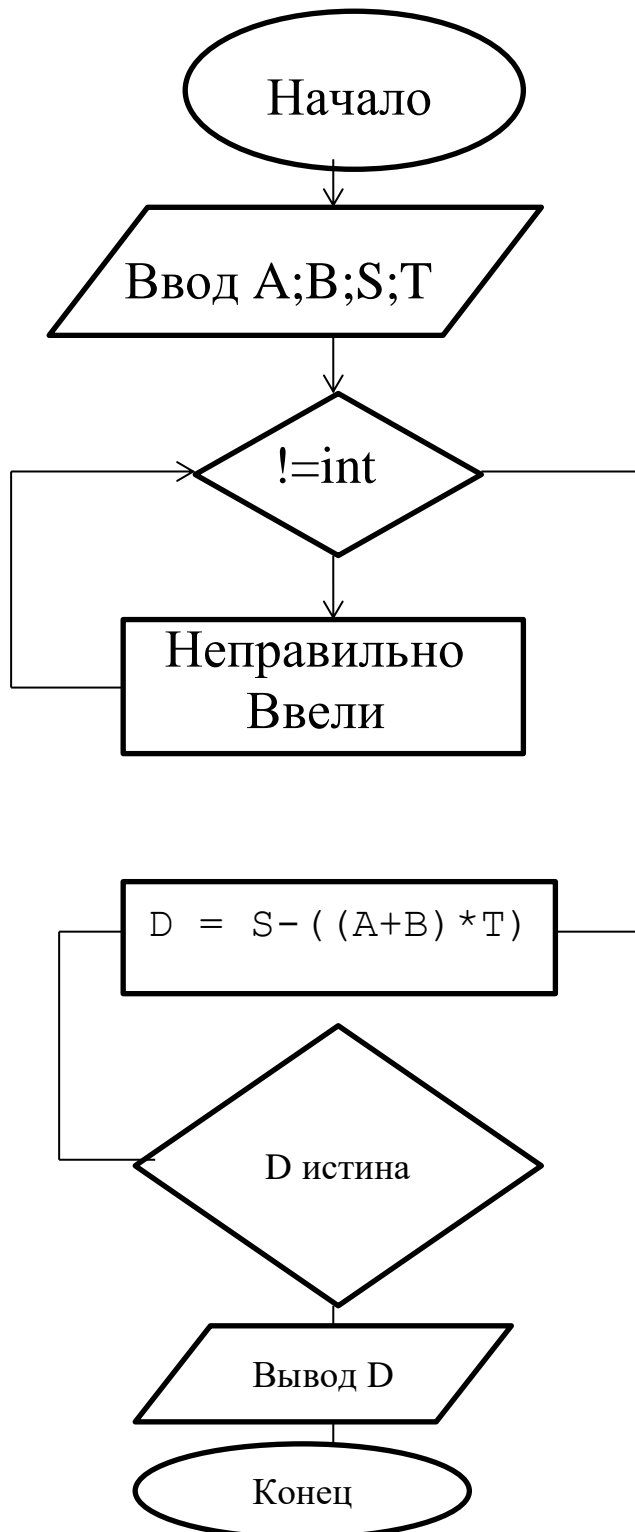 Начало
Ввод A;B;S;T
!=int
Неправильно
Ввели
D = S-((A+B)*T)
D истина
Вывод D
Конец